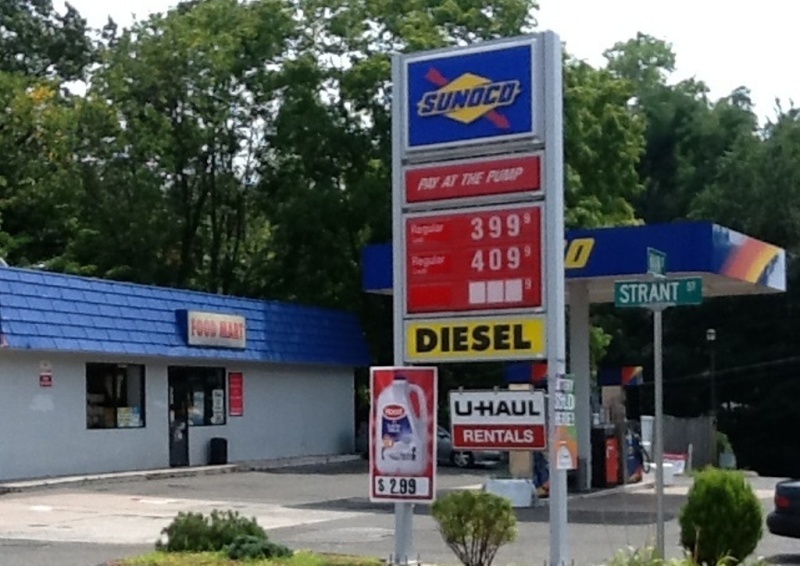 SUNOCO
PAY AT THE PUMP
Regular 399 9
Regular 409 9
9
DIESEL
FOOD MART
STRANT ST
U-HAUL
RENTALS
$ 2.99